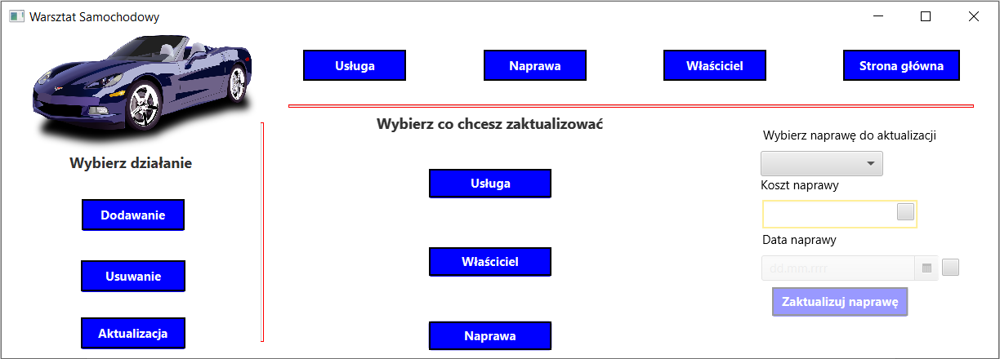 Warsztat Samochodowy
Usługa
Naprawa
Właściciel
Strona główna
Wybierz działanie
Dodawanie
Usuwanie
Aktualizacja
Wybierz co chcesz zaktualizować
Usługa
Właściciel
Naprawa
Wybierz naprawę do aktualizacji
Koszt naprawy
Data naprawy
dd.mm.rrrr
Zaktualizuj naprawę